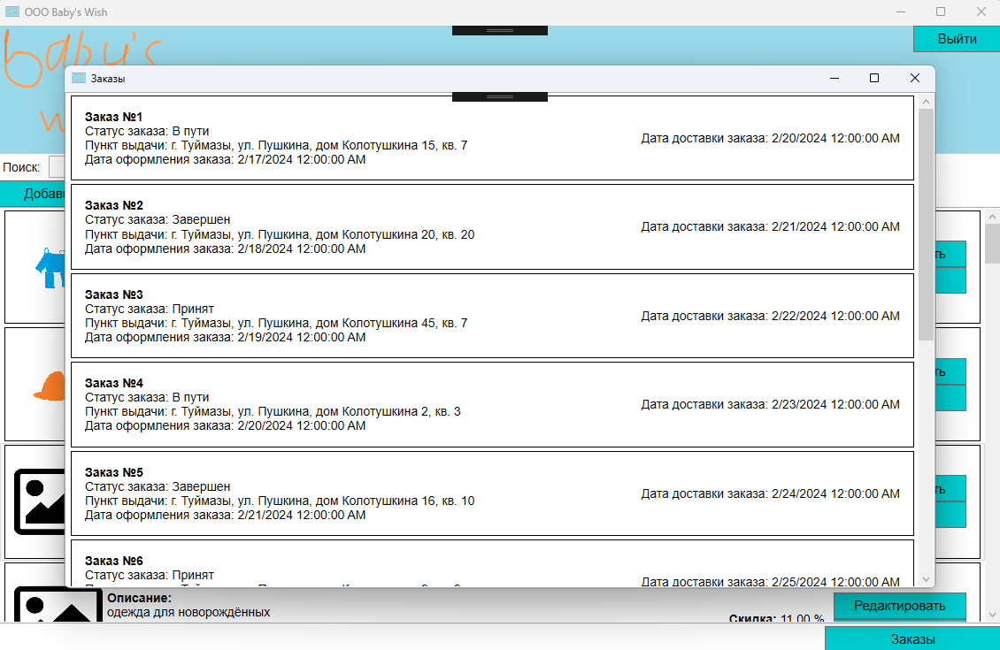 ООО Baby's Wish
Выйти
baby's
w
Заказы
Поиск:
Заказ №1
Статус заказа: В пути
Пункт выдачи: г. Туймазы, ул. Пушкина, дом Колотушкина 15, кв. 7
Дата оформления заказа: 2/17/2024 12:00:00 AM
Дата доставки заказа: 2/20/2024 12:00:00 AM
Добав
Заказ №2
Статус заказа: Завершен
Пункт выдачи: г. Туймазы, ул. Пушкина, дом Колотушкина 20, кв. 20
Дата оформления заказа: 2/18/2024 12:00:00 AM
Дата доставки заказа: 2/21/2024 12:00:00 AM
ть
Заказ №3
Статус заказа: Принят
Пункт выдачи: г. Туймазы, ул. Пушкина, дом Колотушкина 45, кв. 7
Дата оформления заказа: 2/19/2024 12:00:00 AM
Дата доставки заказа: 2/22/2024 12:00:00 AM
ть
Заказ №4
Статус заказа: В пути
Пункт выдачи: г. Туймазы, ул. Пушкина, дом Колотушкина 2, кв. 3
Дата оформления заказа: 2/20/2024 12:00:00 AM
Дата доставки заказа: 2/23/2024 12:00:00 AM
Заказ №5
Статус заказа: Завершен
Пункт выдачи: г. Туймазы, ул. Пушкина, дом Колотушкина 16, кв. 10
Дата оформления заказа: 2/21/2024 12:00:00 AM
Дата доставки заказа: 2/24/2024 12:00:00 AM
ть
Заказ №6
Статус заказа: Принят
Дата доставки заказа: 2/25/2024 12:00:00 AM
Описание:
одежда для новорождённых
Скидка: 11,00 %
Редактировать
Заказы